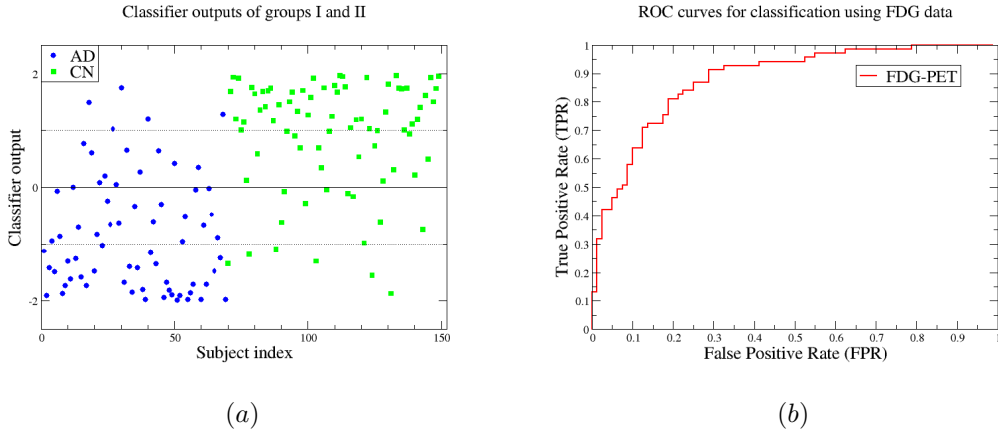 Classifier outputs of groups I and II
AD
CN
2
1
0
-1
-2
Classifier output
0
50
100
150
Subject index
(a)
ROC curves for classification using FDG data
FDG-PET
1
0.9
0.8
0.7
0.6
0.5
0.4
0.3
0.2
0.1
0
True Positive Rate (TPR)
0
0.1
0.2
0.3
0.4
0.5
0.6
0.7
0.8
0.9
1
False Positive Rate (FPR)
(b)